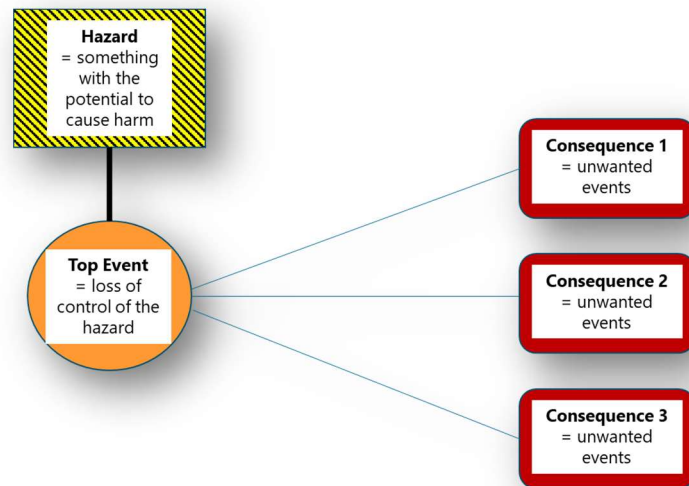 Hazard
= something
with the
potential to
cause harm
Top Event
= loss of
control of the
hazard
Consequence 1
= unwanted
events
Consequence 2
= unwanted
events
Consequence 3
= unwanted
events